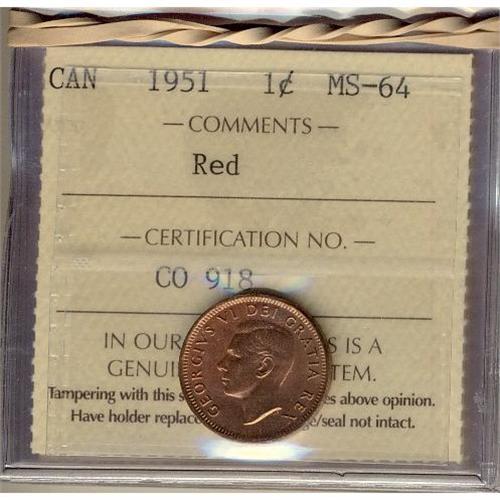 CAN 1951 1¢ MS-64
— COMMENTS —
Red
— CERTIFICATION NO. —
CO 918
IN OUR IS A
GENUI TEM.
Tampering with this above opinion.
Have holder replac /seal not intact.
GEORGIVS VI DEI GRATIA REX